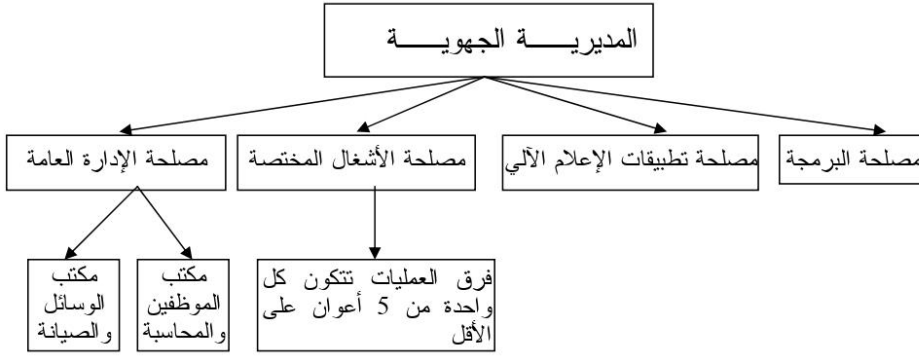 المديريـــــة الجهويـــــة
مصلحة البرمجة
مصلحة تطبيقات الإعلام الآلي
مصلحة الأشغال المختصة
مصلحة الإدارة العامة
فرق العمليات تتكون كل
واحدة من 5 أعوان على
الأقل
مكتب
الموظفين
والمحاسبة
مكتب
الوسائل
والصيانة